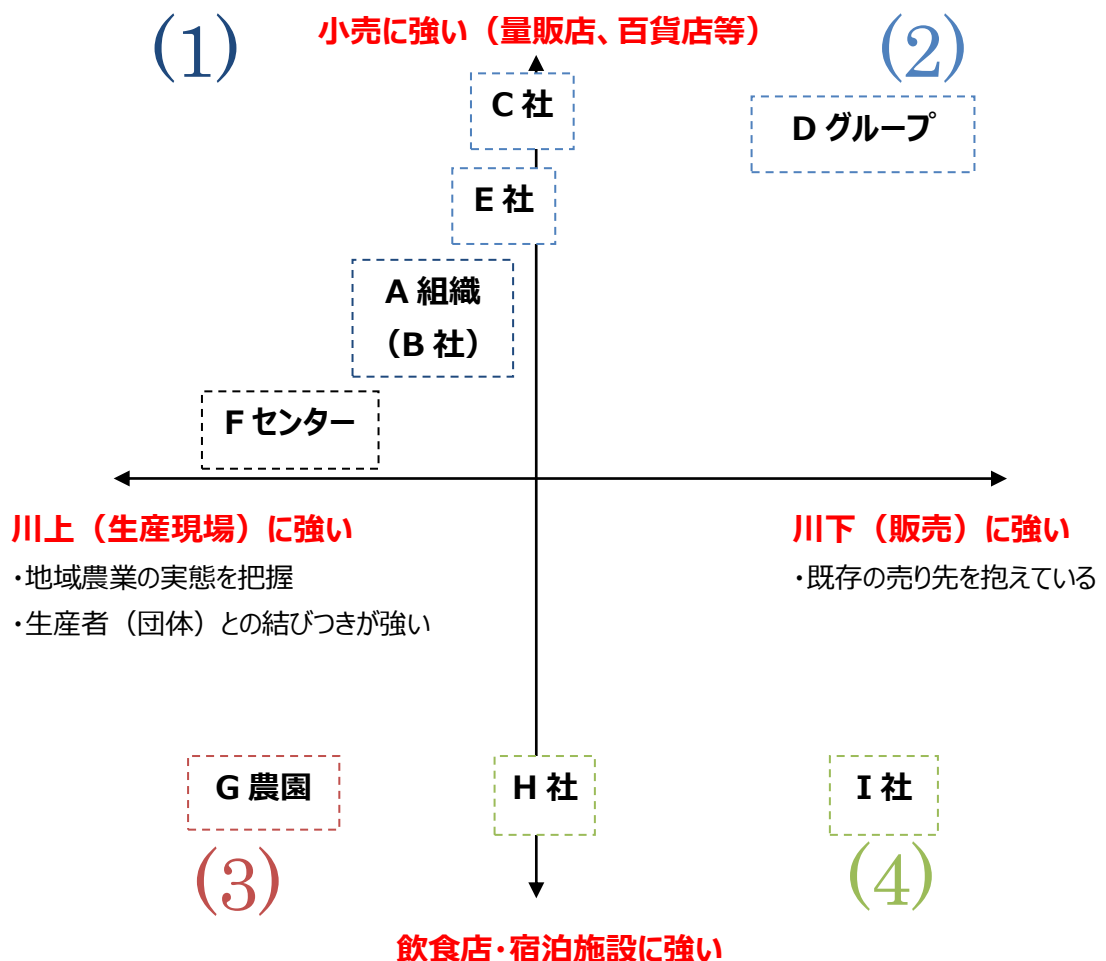 (1)
小売に強い（量販店、百貨店等）
(2)
C 社
D グループ
E 社
A 組織
（B 社）
F センター
川上（生産現場）に強い
・地域農業の実態を把握
・生産者（団体）との結びつきが強い
川下（販売）に強い
・既存の売り先を抱えている
G 農園
H 社
I 社
(3)
(4)
飲食店・宿泊施設に強い